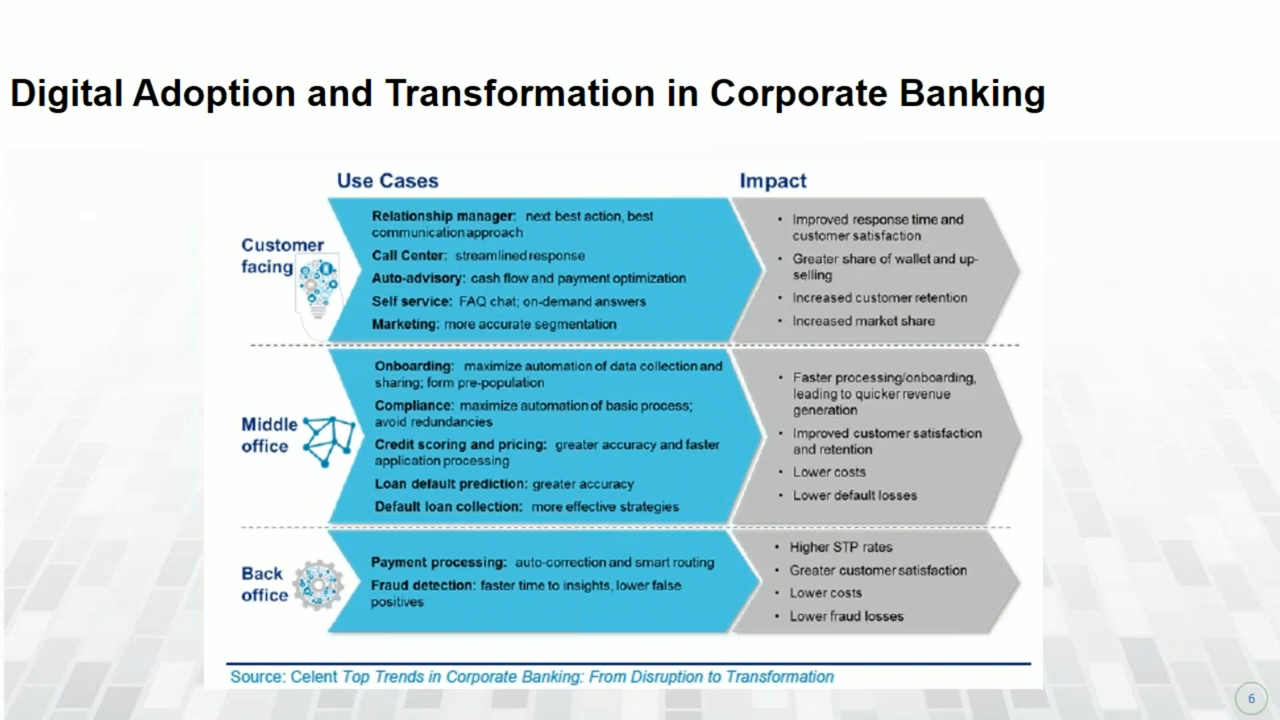 Digital Adoption and Transformation in Corporate Banking
Use Cases
Impact
Customer
facing
Relationship manager: next best action, best
communication approach
Call Center: streamlined response
Auto-advisory: cash flow and payment optimization
Self service: FAQ chat; on-demand answers
Marketing: more accurate segmentation
• Improved response time and
customer satisfaction
• Greater share of wallet and up-
selling
• Increased customer retention
• Increased market share
Middle
office
Onboarding: maximize automation of data collection and
sharing; form pre-population
Compliance: maximize automation of basic process;
avoid redundancies
Credit scoring and pricing: greater accuracy and faster
application processing
Loan default prediction: greater accuracy
Default loan collection: more effective strategies
• Faster processing/onboarding,
leading to quicker revenue
generation
• Improved customer satisfaction
and retention
• Lower costs
• Lower default losses
Back
office
Payment processing: auto-correction and smart routing
Fraud detection: faster time to insights, lower false
positives
• Higher STP rates
• Greater customer satisfaction
• Lower costs
• Lower fraud losses
Source: Celent Top Trends in Corporate Banking: From Disruption to Transformation
6